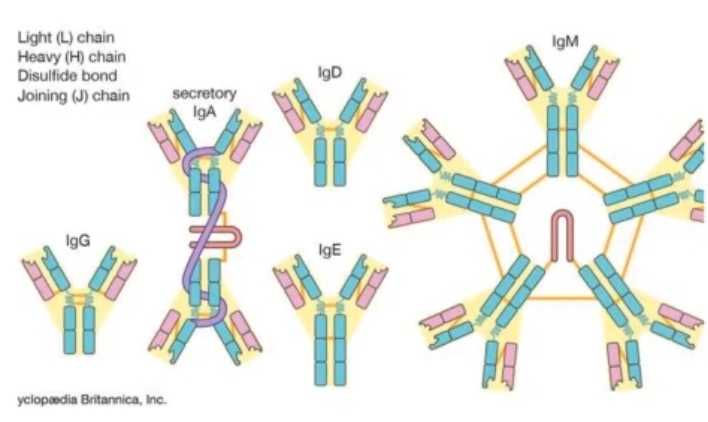 Light (L) chain
Heavy (H) chain
Disulfide bond
Joining (J) chain
secretory
IgA
IgD
IgM
IgG
IgE
yclopædia Britannica, Inc.